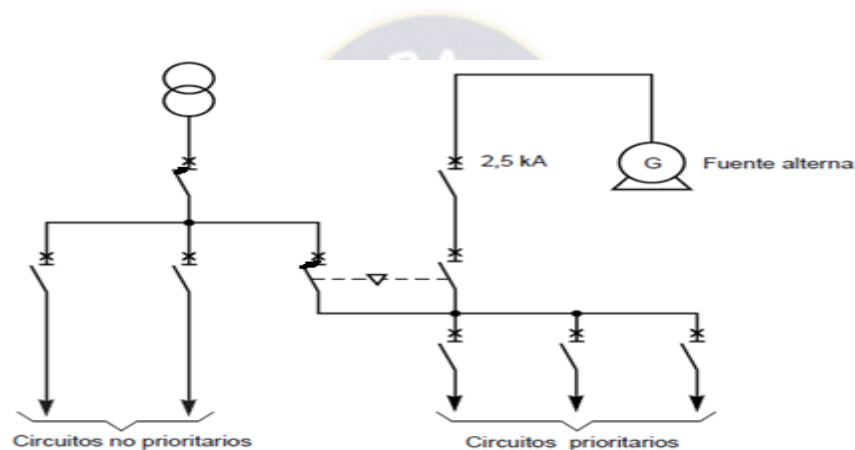 2,5 kA
G
Fuente alterna
Circuitos no prioritarios
Circuitos prioritarios